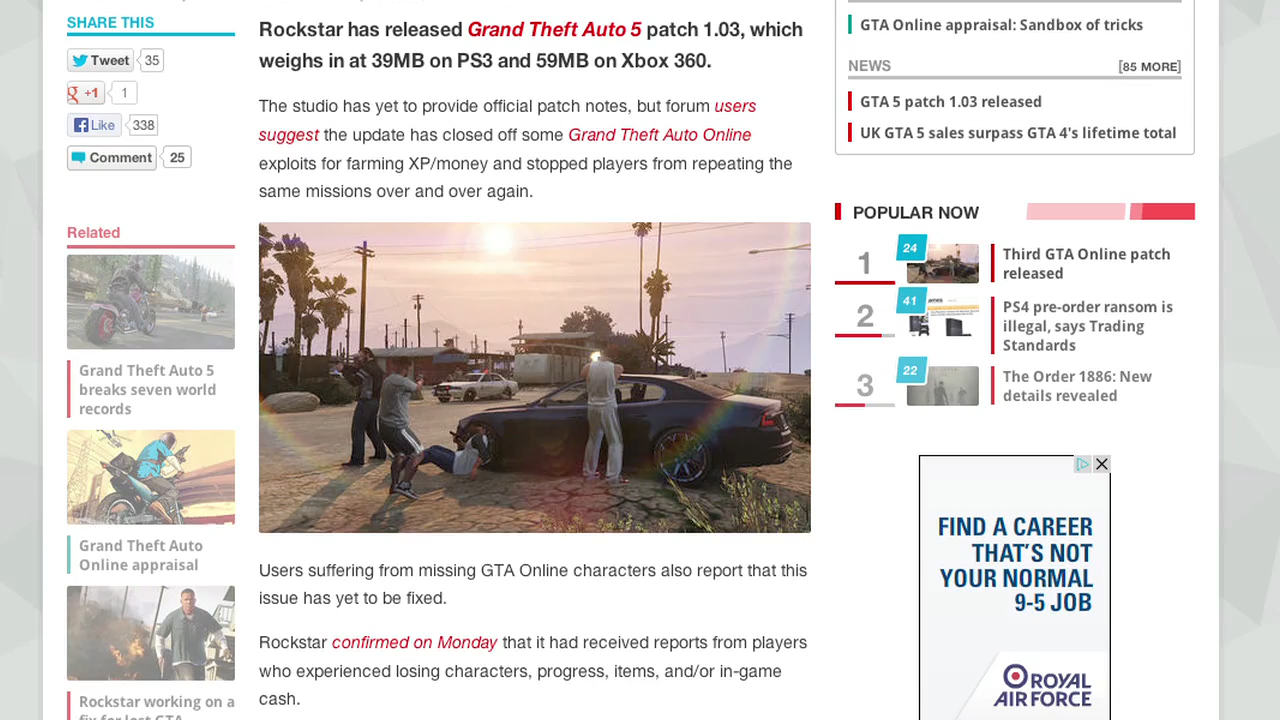 SHARE THIS
Tweet 35
+1 1
Like 338
Comment 25
Related
Grand Theft Auto 5
breaks seven world
records
Grand Theft Auto
Online appraisal
Rockstar working on a
fix for lost GTA
Rockstar has released Grand Theft Auto 5 patch 1.03, which
weighs in at 39MB on PS3 and 59MB on Xbox 360.
The studio has yet to provide official patch notes, but forum users
suggest the update has closed off some Grand Theft Auto Online
exploits for farming XP/money and stopped players from repeating the
same missions over and over again.
Users suffering from missing GTA Online characters also report that this
issue has yet to be fixed.
Rockstar confirmed on Monday that it had received reports from players
who experienced losing characters, progress, items, and/or in-game
cash.
GTA Online appraisal: Sandbox of tricks
NEWS [85 MORE]
GTA 5 patch 1.03 released
UK GTA 5 sales surpass GTA 4's lifetime total
POPULAR NOW
1 24 Third GTA Online patch
released
2 41 PS4 pre-order ransom is
illegal, says Trading
Standards
3 22 The Order 1886: New
details revealed
FIND A CAREER
THAT'S NOT
YOUR NORMAL
9-5 JOB
ROYAL
AIR FORCE